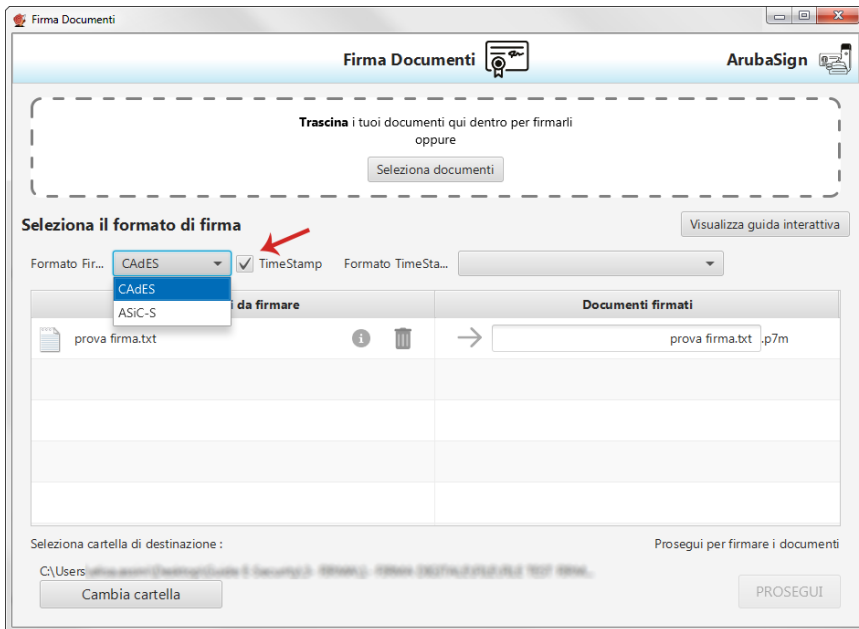 Firma Documenti
Firma Documenti
ArubaSign
Trascina i tuoi documenti qui dentro per firmarli
oppure
Seleziona documenti
Seleziona il formato di firma
Visualizza guida interattiva
Formato Fir...
CAdES
TimeStamp
Formato TimeSta...
CAdES
ASiC-S
i da firmare
Documenti firmati
prova firma.txt
prova firma.txt .p7m
Seleziona cartella di destinazione :
Prosegui per firmare i documenti
C:\Users
Cambia cartella
PROSEGUI